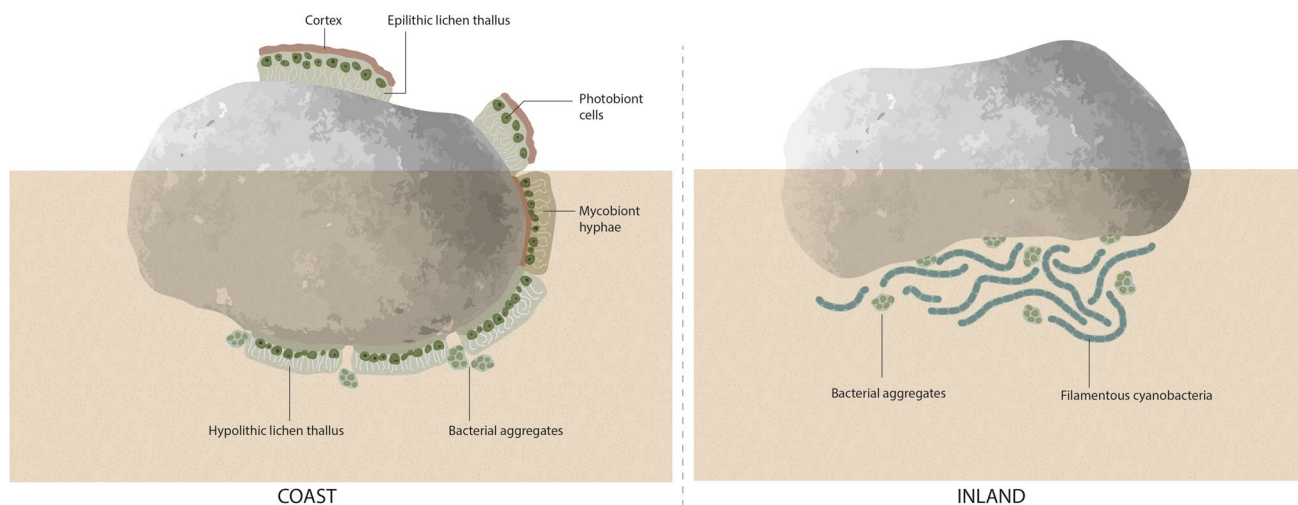 Cortex
Epilithic lichen thallus
Photobiont
cells
Mycobiont
hyphae
Hypolithic lichen thallus
Bacterial aggregates
COAST
Bacterial aggregates
Filamentous cyanobacteria
INLAND